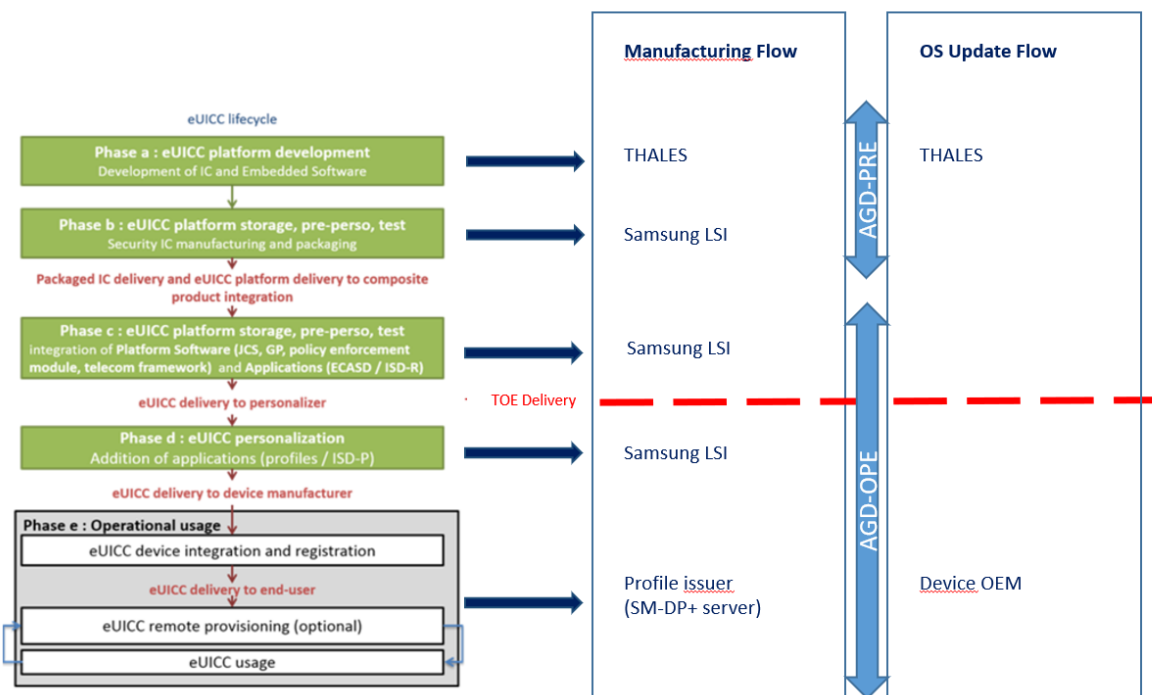 Manufacturing Flow
OS Update Flow
eUICC lifecycle
Phase a : eUICC platform development
Development of IC and Embedded Software
THALES
THALES
AGD-PRE
Phase b : eUICC platform storage, pre-perso, test
Security IC manufacturing and packaging
Samsung LSI
Packaged IC delivery and eUICC platform delivery to composite
product integration
Phase c : eUICC platform storage, pre-perso, test
integration of Platform Software (JCS, GP, policy enforcement
module, telecom framework) and Applications (ECASD / ISD-R)
Samsung LSI
eUICC delivery to personalizer
TOE Delivery
Phase d : eUICC personalization
Addition of applications (profiles / ISD-P)
Samsung LSI
AGD-OPE
eUICC delivery to device manufacturer
Phase e : Operational usage
eUICC device integration and registration
eUICC delivery to end-user
Profile issuer
(SM-DP+ server)
Device OEM
eUICC remote provisioning (optional)
eUICC usage